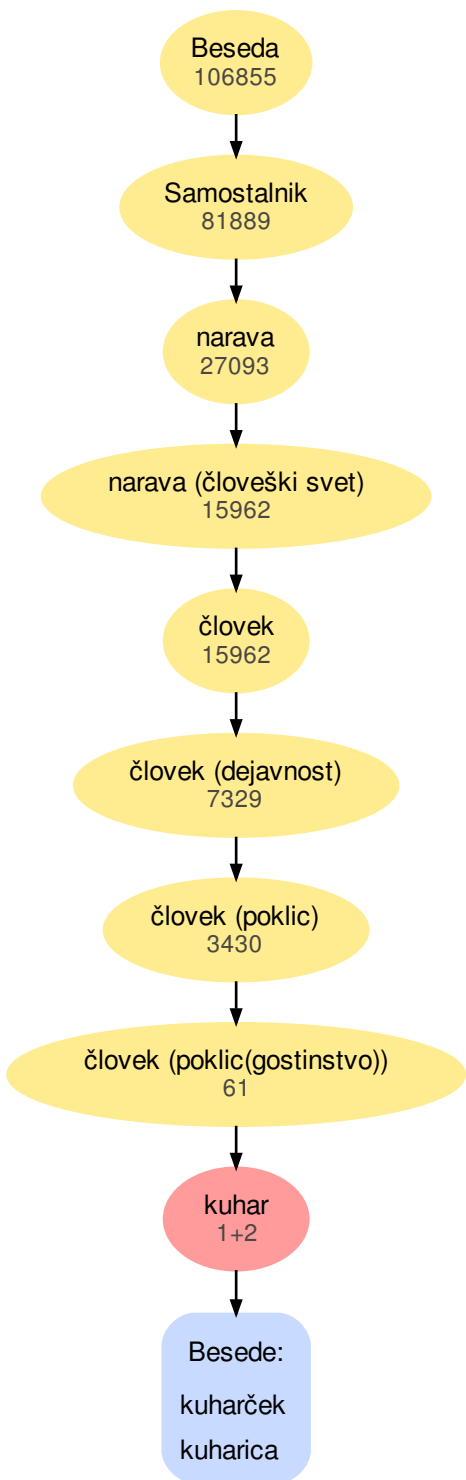 Beseda
106855
Samostalnik
81889
narava
27093
narava (človeški svet)
15962
človek
15962
človek (dejavnost)
7329
človek (poklic)
3430
človek (poklic(gostinstvo))
61
kuhar
1+2
Besede:
kuharček
kuharica